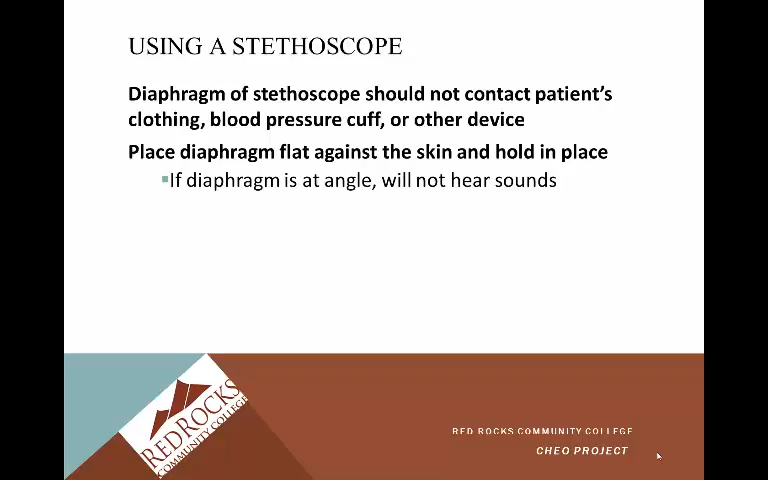 USING A STETHOSCOPE
Diaphragm of stethoscope should not contact patient's
clothing, blood pressure cuff, or other device
Place diaphragm flat against the skin and hold in place
▪If diaphragm is at angle, will not hear sounds
RED ROCKS
COMMUNITY COLLEGE
RED ROCKS COMMUNITY COLLEGE
CHEO PROJECT